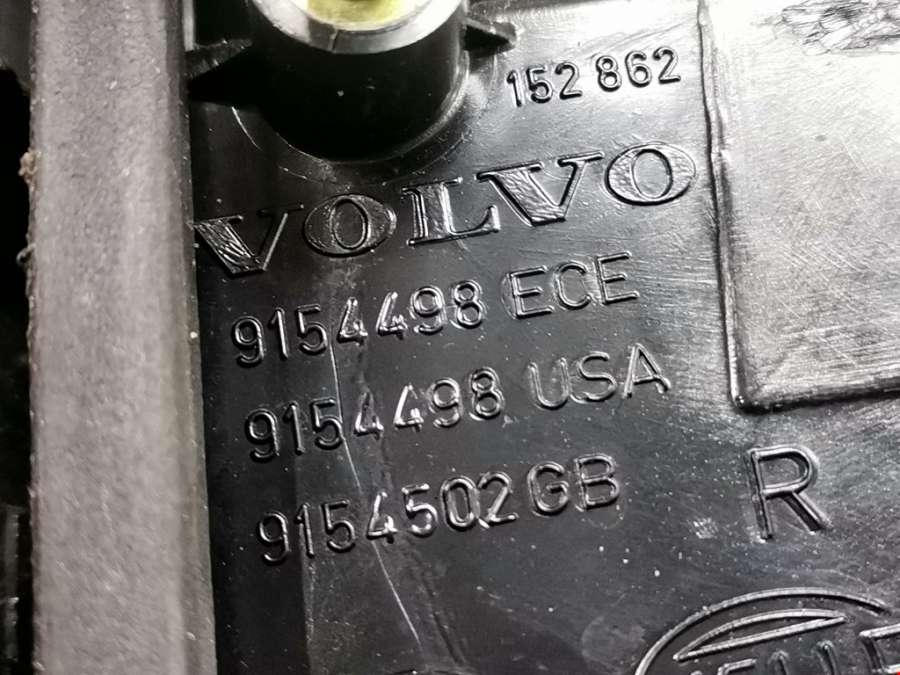 152 862
VOLVO
9154498 ECE
9154498 USA
9154502 GB
R